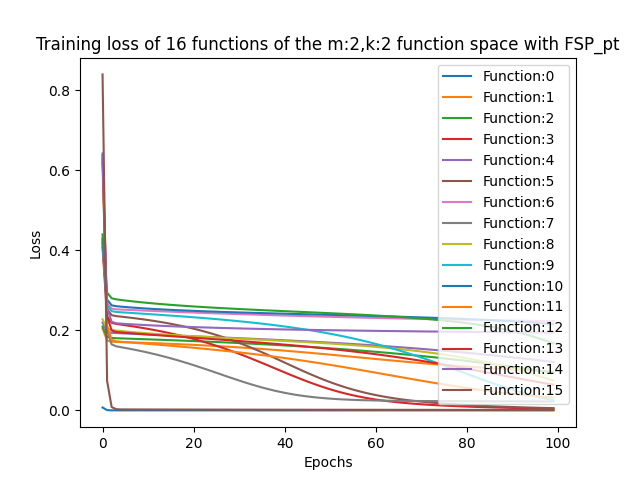 Training loss of 16 functions of the m:2,k:2 function space with FSP_pt
Loss
0.8
0.6
0.4
0.2
0.0
0
20
40
60
80
100
Epochs
Function:0
Function:1
Function:2
Function:3
Function:4
Function:5
Function:6
Function:7
Function:8
Function:9
Function:10
Function:11
Function:12
Function:13
Function:14
Function:15